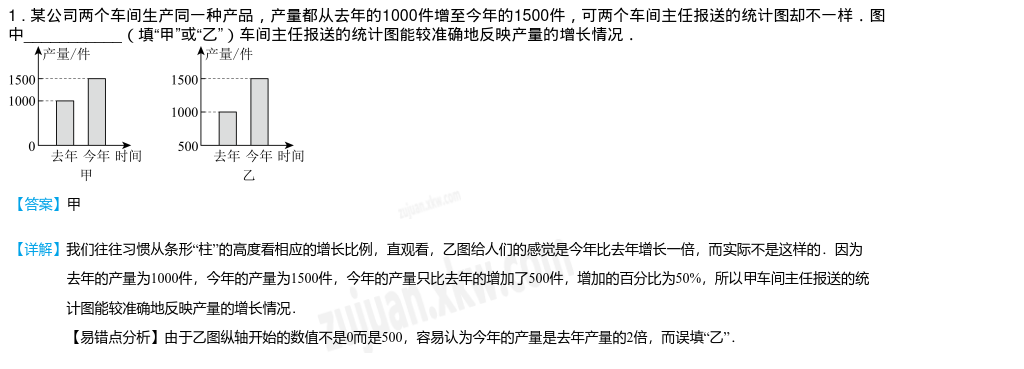 1．某公司两个车间生产同一种产品，产量都从去年的1000件增至今年的1500件，可两个车间主任报送的统计图却不一样．图
中____________（填“甲”或“乙”）车间主任报送的统计图能较准确地反映产量的增长情况．
产量/件
1500
1000
0
去年 今年 时间
甲
产量/件
1500
1000
500
去年 今年 时间
乙
【答案】甲
zujuan.xkw.com
【详解】我们往往习惯从条形“柱”的高度看相应的增长比例，直观看，乙图给人们的感觉是今年比去年增长一倍，而实际不是这样的．因为
去年的产量为1000件，今年的产量为1500件，今年的产量只比去年的增加了500件，增加的百分比为50%，所以甲车间主任报送的统
计图能较准确地反映产量的增长情况．
zujuan.xkw.com
【易错点分析】由于乙图纵轴开始的数值不是0而是500，容易认为今年的产量是去年产量的2倍，而误填“乙”．